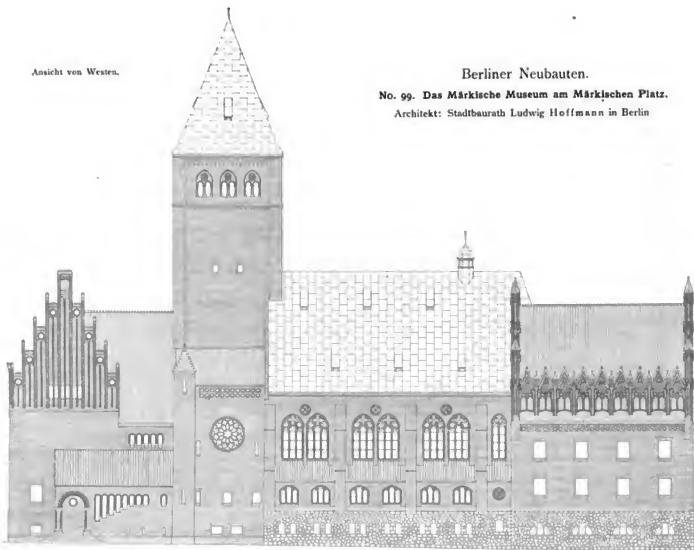 Ansicht von Westen.
Berliner Neubauten.
No. 99. Das Märkische Museum am Märkischen Platz.
Architekt: Stadtbaurath Ludwig Hoffmann in Berlin